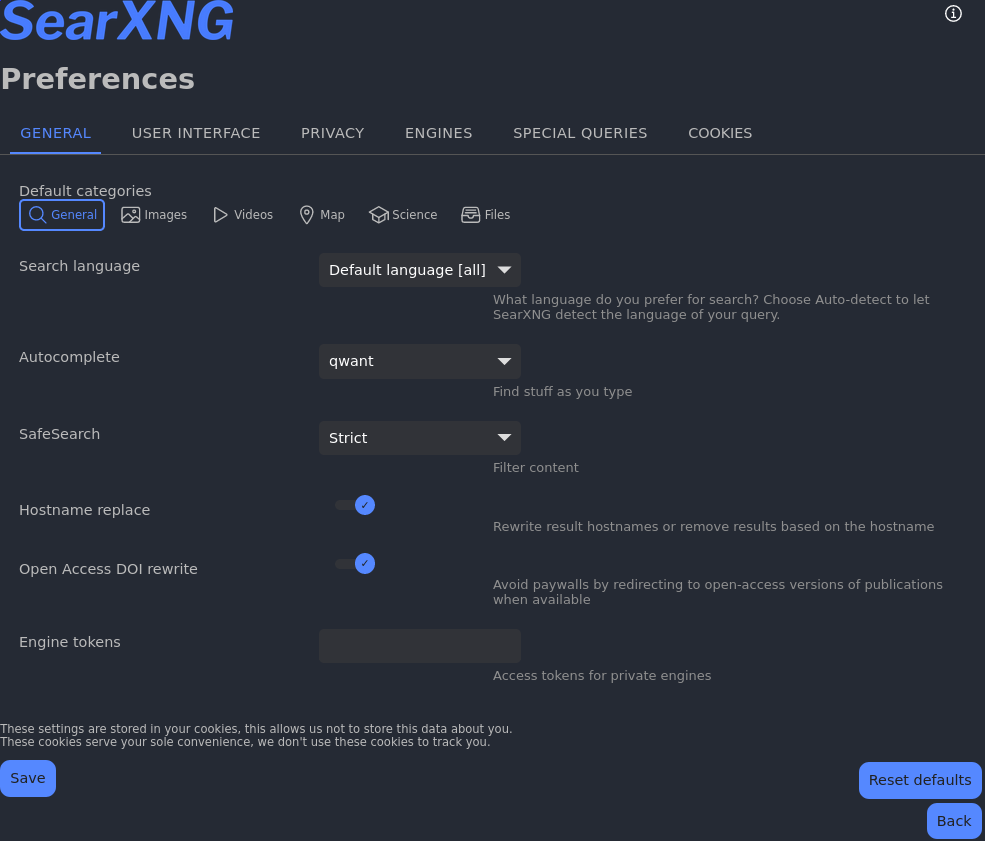 SearXNG
Preferences
GENERAL USER INTERFACE PRIVACY ENGINES SPECIAL QUERIES COOKIES
Default categories
General Images Videos Map Science Files
Search language
Default language [all]
What language do you prefer for search? Choose Auto-detect to let
SearXNG detect the language of your query.
Autocomplete
qwant
Find stuff as you type
SafeSearch
Strict
Filter content
Hostname replace
Rewrite result hostnames or remove results based on the hostname
Open Access DOI rewrite
Avoid paywalls by redirecting to open-access versions of publications
when available
Engine tokens
Access tokens for private engines
These settings are stored in your cookies, this allows us not to store this data about you.
These cookies serve your sole convenience, we don't use these cookies to track you.
Save
Reset defaults
Back